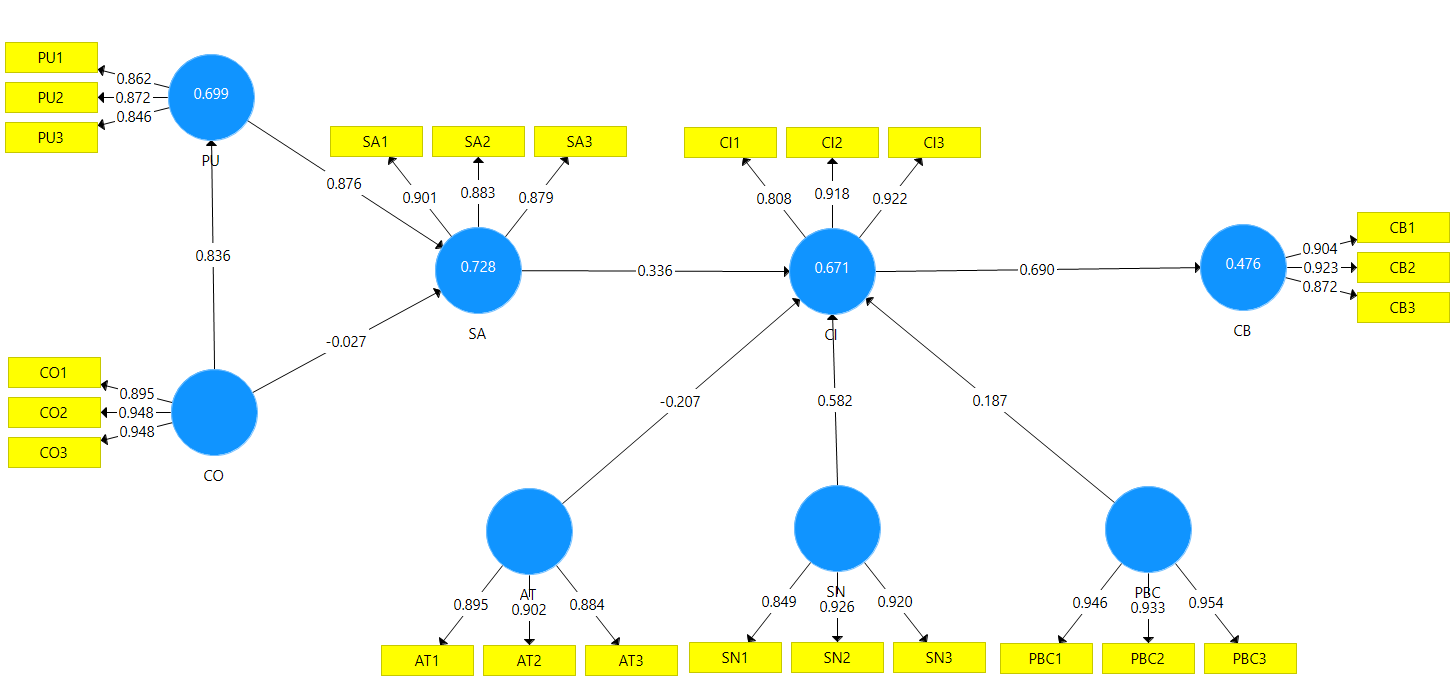 PU1
PU2
PU3
0.862
0.872
0.846
0.699
PU
0.876
0.836
-0.027
CO1
CO2
CO3
0.895
0.948
0.948
CO
SA1
SA2
SA3
0.901
0.883
0.879
0.728
SA
0.336
CI1
CI2
CI3
0.808
0.918
0.922
0.671
CI
0.690
0.476
CB
0.904
0.923
0.872
CB1
CB2
CB3
-0.207
0.582
0.187
AT
0.895
0.902
0.884
AT1
AT2
AT3
SN
0.849
0.926
0.920
SN1
SN2
SN3
PBC
0.946
0.933
0.954
PBC1
PBC2
PBC3